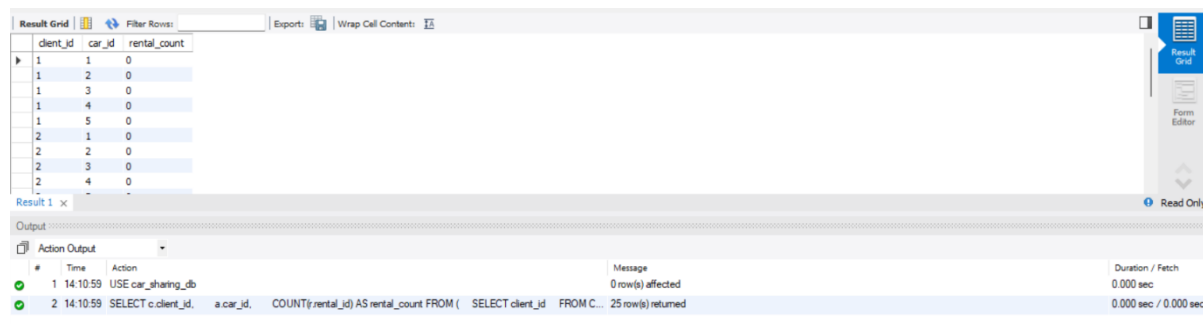 Result Grid Filter Rows: Export: Wrap Cell Content:
client_id car_id rental_count
1 1 0
1 2 0
1 3 0
1 4 0
1 5 0
2 1 0
2 2 0
2 3 0
2 4 0
Result Grid
Form Editor
Result 1 ×
Read Only
Output
Action Output
# Time Action Message Duration / Fetch
1 14:10:59 USE car_sharing_db 0 row(s) affected 0.000 sec
2 14:10:59 SELECT c.client_id, a.car_id, COUNT(r.rental_id) AS rental_count FROM ( SELECT client_id FROM C... 25 row(s) returned 0.000 sec / 0.000 sec